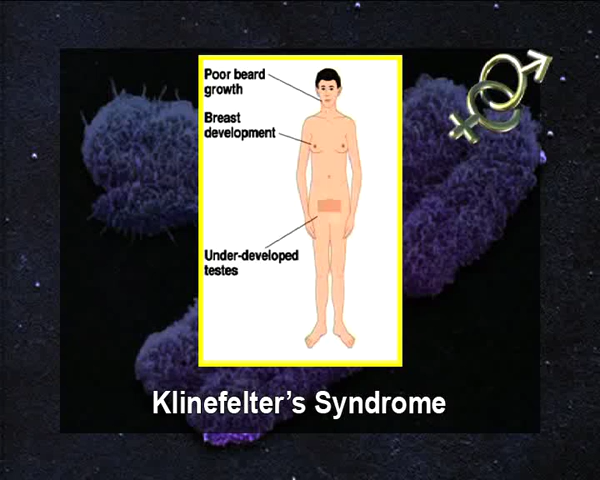 Poor beard
growth
Breast
development
Under-developed
testes
Klinefelter’s Syndrome